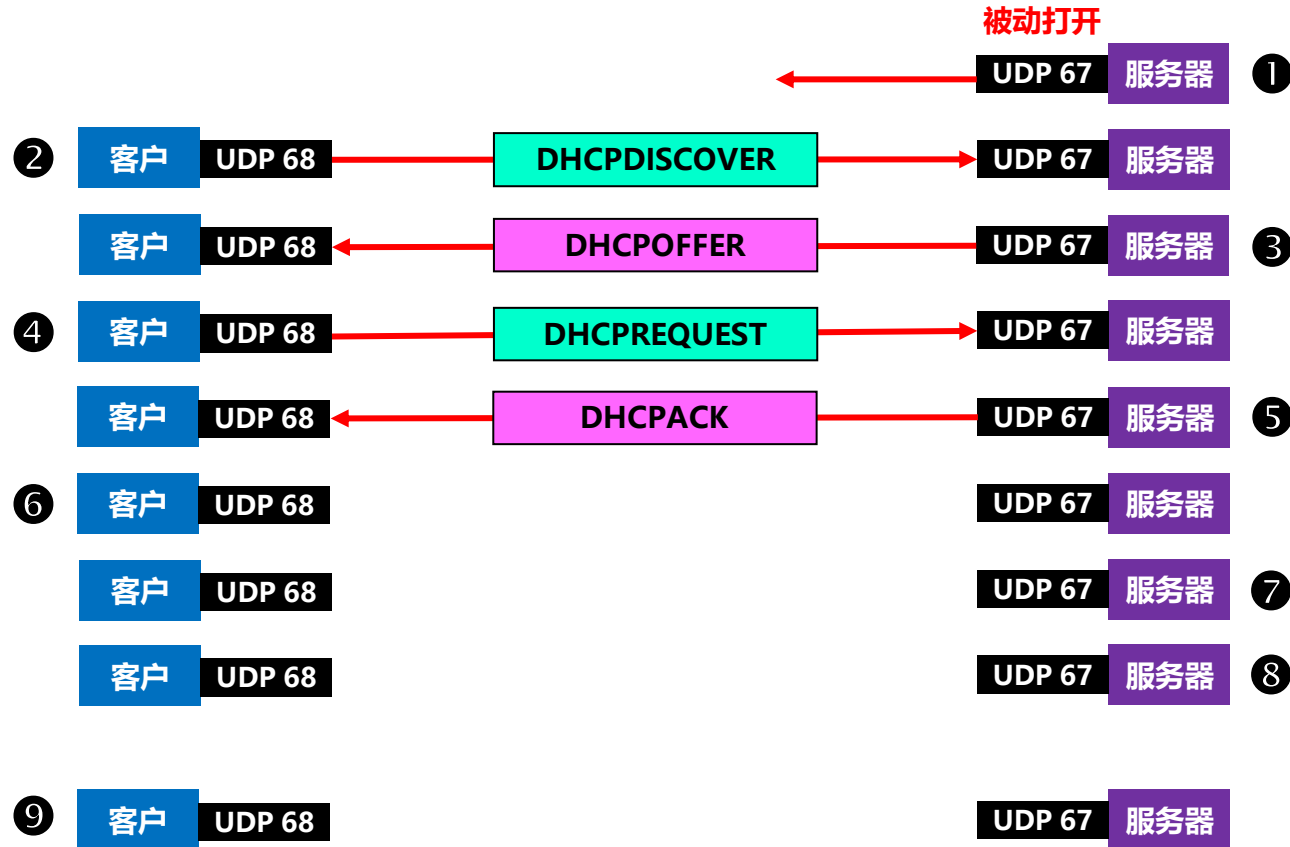 被动打开
UDP 67 服务器 ❶
❷ 客户 UDP 68 DHCPDISCOVER UDP 67 服务器
客户 UDP 68 DHCPOFFER UDP 67 服务器 ❸
❹ 客户 UDP 68 DHCPREQUEST UDP 67 服务器
客户 UDP 68 DHCPACK UDP 67 服务器 ❺
❻ 客户 UDP 68 UDP 67 服务器
客户 UDP 68 UDP 67 服务器 ❼
客户 UDP 68 UDP 67 服务器 ❽
❾ 客户 UDP 68 UDP 67 服务器